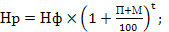 Нр = Нф × (1 + П+М/100)^t ;